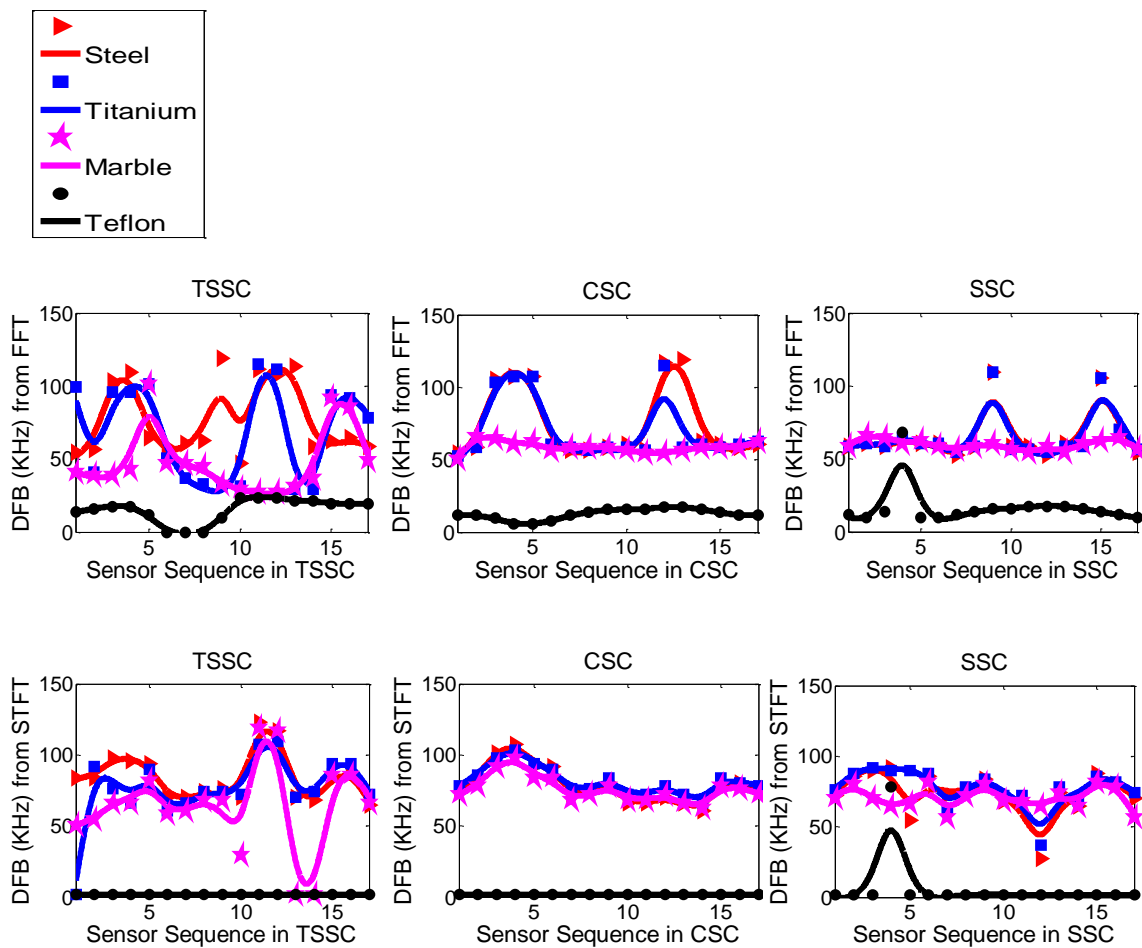 Steel
Titanium
Marble
Teflon
TSSC
CSC
SSC
DFB (KHz) from FFT
150
100
50
0
5
10
15
Sensor Sequence in TSSC
DFB (KHz) from FFT
150
100
50
0
5
10
15
Sensor Sequence in CSC
DFB (KHz) from FFT
150
100
50
0
5
10
15
Sensor Sequence in SSC
TSSC
CSC
SSC
DFB (KHz) from STFT
150
100
50
0
5
10
15
Sensor Sequence in TSSC
DFB (KHz) from STFT
150
100
50
0
5
10
15
Sensor Sequence in CSC
DFB (KHz) from STFT
150
100
50
0
5
10
15
Sensor Sequence in SSC